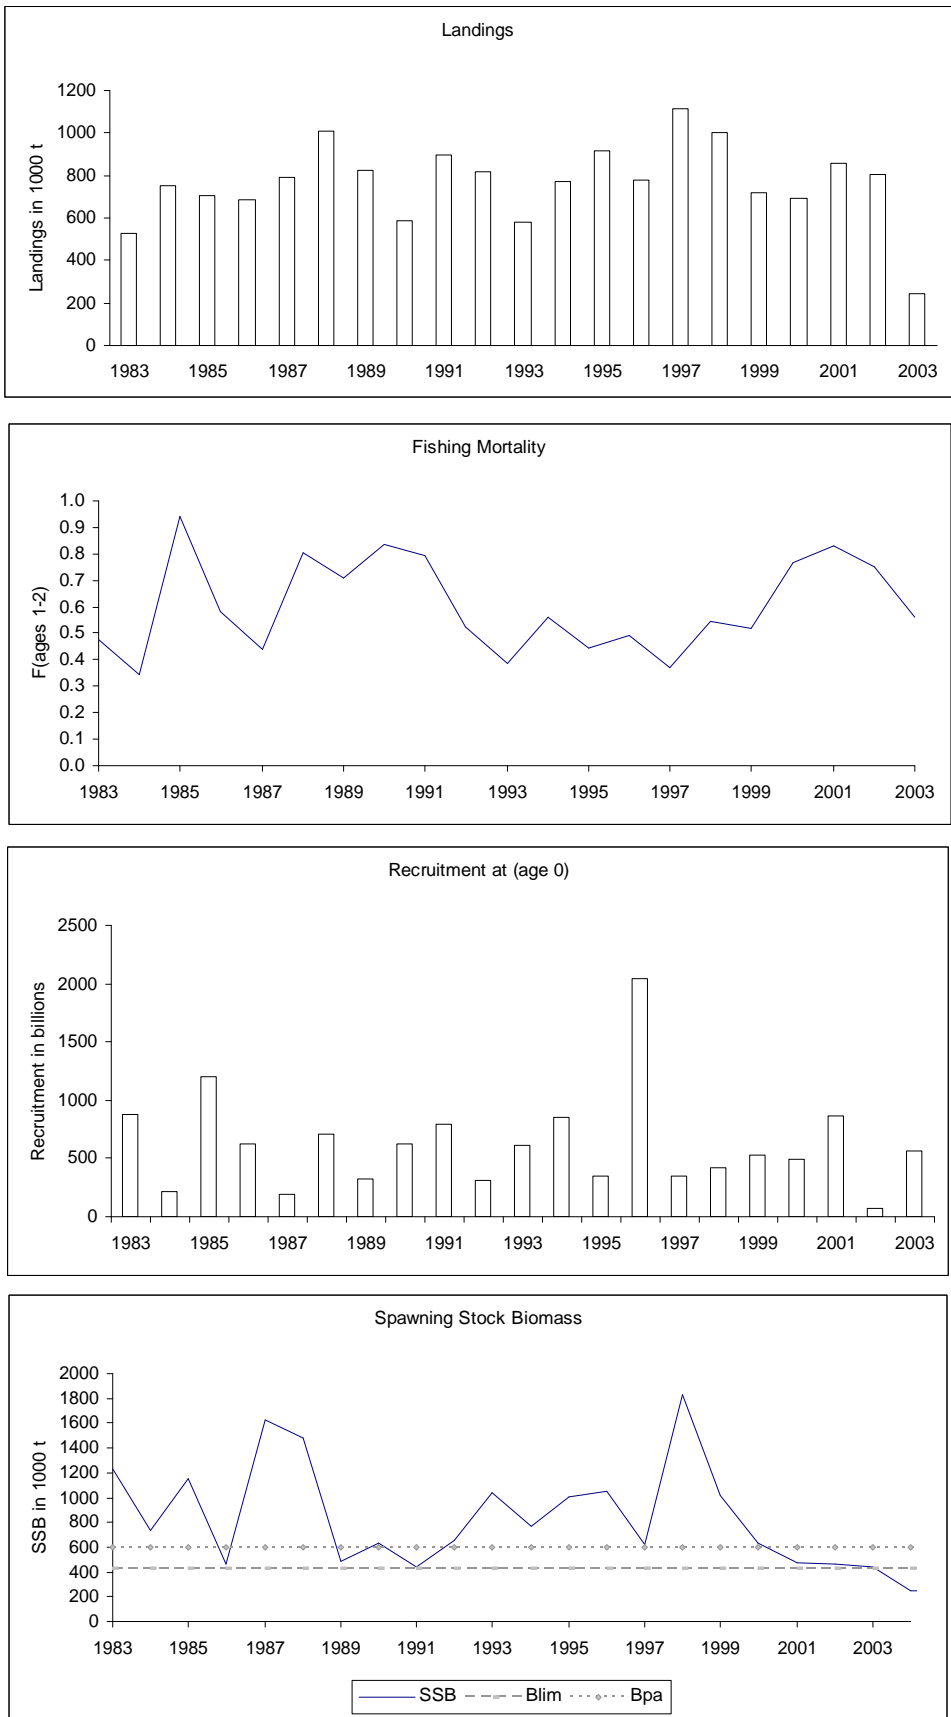 Landings
Landings in 1000 t
1200
1000
800
600
400
200
0
1983 1985 1987 1989 1991 1993 1995 1997 1999 2001 2003
Fishing Mortality
F(ages 1-2)
1.0
0.9
0.8
0.7
0.6
0.5
0.4
0.3
0.2
0.1
0.0
1983 1985 1987 1989 1991 1993 1995 1997 1999 2001 2003
Recruitment at (age 0)
Recruitment in billions
2500
2000
1500
1000
500
0
1983 1985 1987 1989 1991 1993 1995 1997 1999 2001 2003
Spawning Stock Biomass
SSB in 1000 t
2000
1800
1600
1400
1200
1000
800
600
400
200
0
1983 1985 1987 1989 1991 1993 1995 1997 1999 2001 2003
SSB Blim Bpa